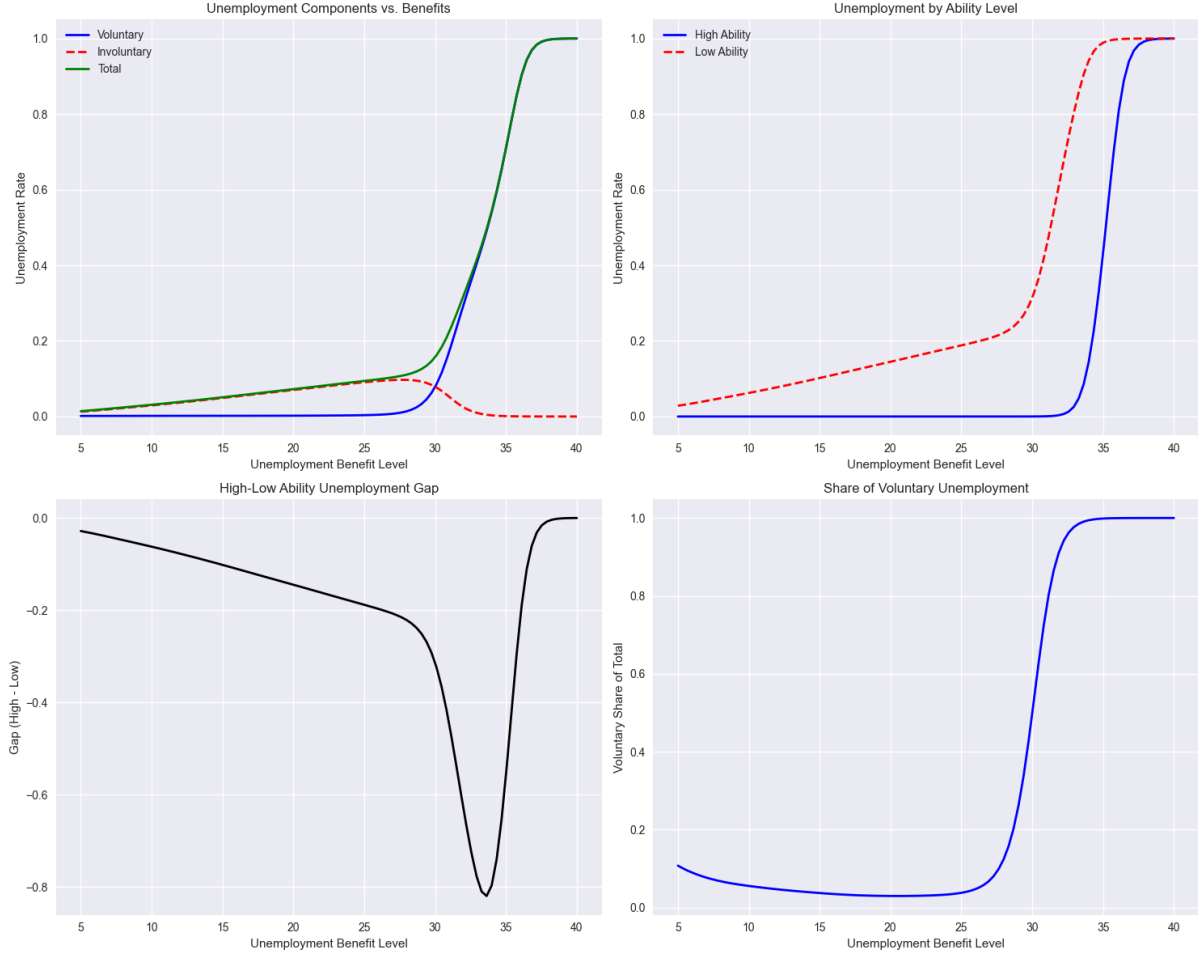 Unemployment Components vs. Benefits
Unemployment Rate
1.0
0.8
0.6
0.4
0.2
0.0
Voluntary
Involuntary
Total
5 10 15 20 25 30 35 40
Unemployment Benefit Level
Unemployment by Ability Level
Unemployment Rate
1.0
0.8
0.6
0.4
0.2
0.0
High Ability
Low Ability
5 10 15 20 25 30 35 40
Unemployment Benefit Level
High-Low Ability Unemployment Gap
Gap (High - Low)
0.0
−0.2
−0.4
−0.6
−0.8
5 10 15 20 25 30 35 40
Unemployment Benefit Level
Share of Voluntary Unemployment
Voluntary Share of Total
1.0
0.8
0.6
0.4
0.2
0.0
5 10 15 20 25 30 35 40
Unemployment Benefit Level